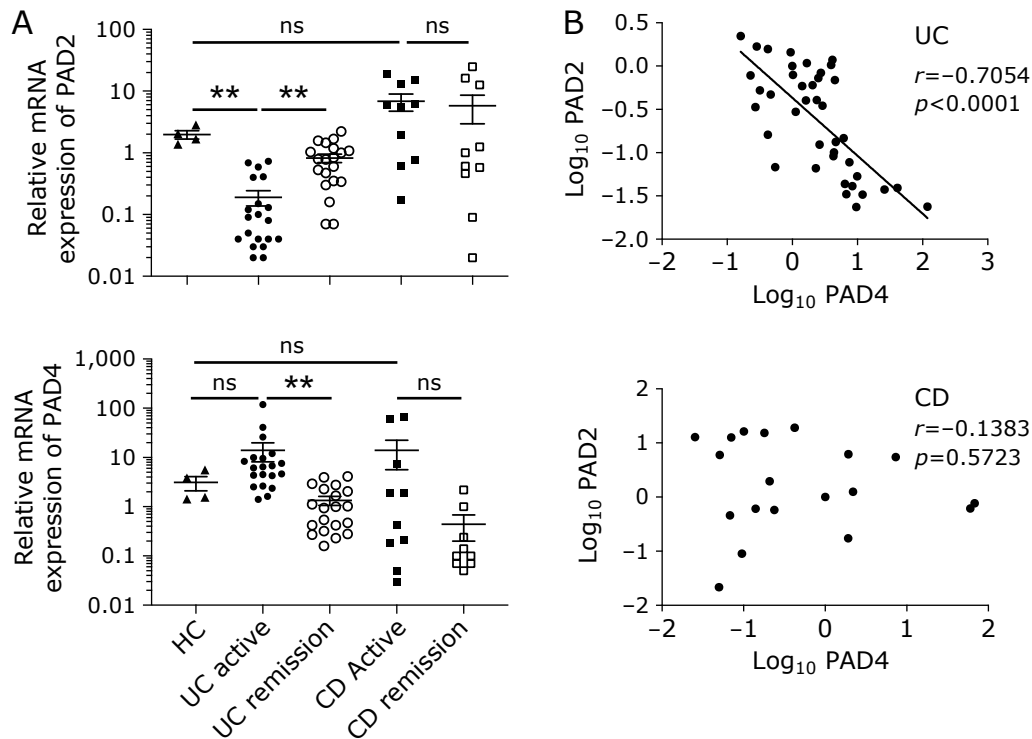 A
Relative mRNA
expression of PAD2
100
10
1
0.1
0.01
ns
ns
**
**
Relative mRNA
expression of PAD4
1,000
100
10
1
0.1
0.01
ns
ns
**
ns
HC
UC active
UC remission
CD Active
CD remission
B
UC
r=−0.7054
p<0.0001
Log₁₀ PAD2
0.5
0.0
−0.5
−1.0
−1.5
−2.0
−2 −1 0 1 2 3
Log₁₀ PAD4
CD
r=−0.1383
p=0.5723
Log₁₀ PAD2
2
1
0
−1
−2
−2 −1 0 1 2
Log₁₀ PAD4